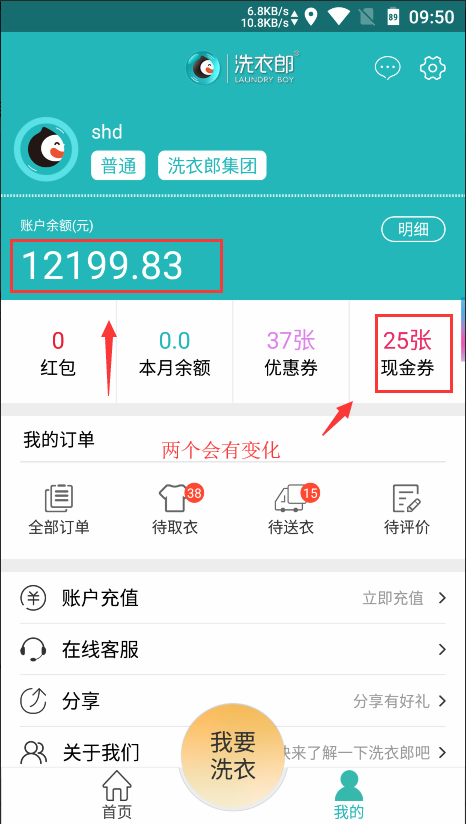 6.8KB/s
10.8KB/s
89
09:50
洗衣郎®
LAUNDRY BOY
shd
普通
洗衣郎集团
账户余额(元)
明细
12199.83
0
0.0
37张
25张
红包
本月余额
优惠券
现金券
我的订单
两个会有变化
38
15
全部订单
待取衣
待送衣
待评价
账户充值
立即充值
在线客服
分享
分享有好礼
关于我们
快来了解一下洗衣郎吧
我要
洗衣
首页
我的